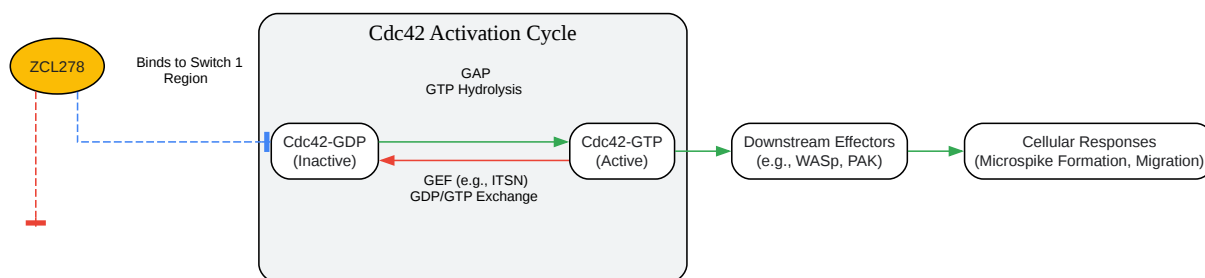 Cdc42 Activation Cycle
ZCL278
Binds to Switch 1
Region
GAP
GTP Hydrolysis
Cdc42-GDP
(Inactive)
Cdc42-GTP
(Active)
Downstream Effectors
(e.g., WASp, PAK)
Cellular Responses
(Microspike Formation, Migration)
GEF (e.g., ITSN)
GDP/GTP Exchange